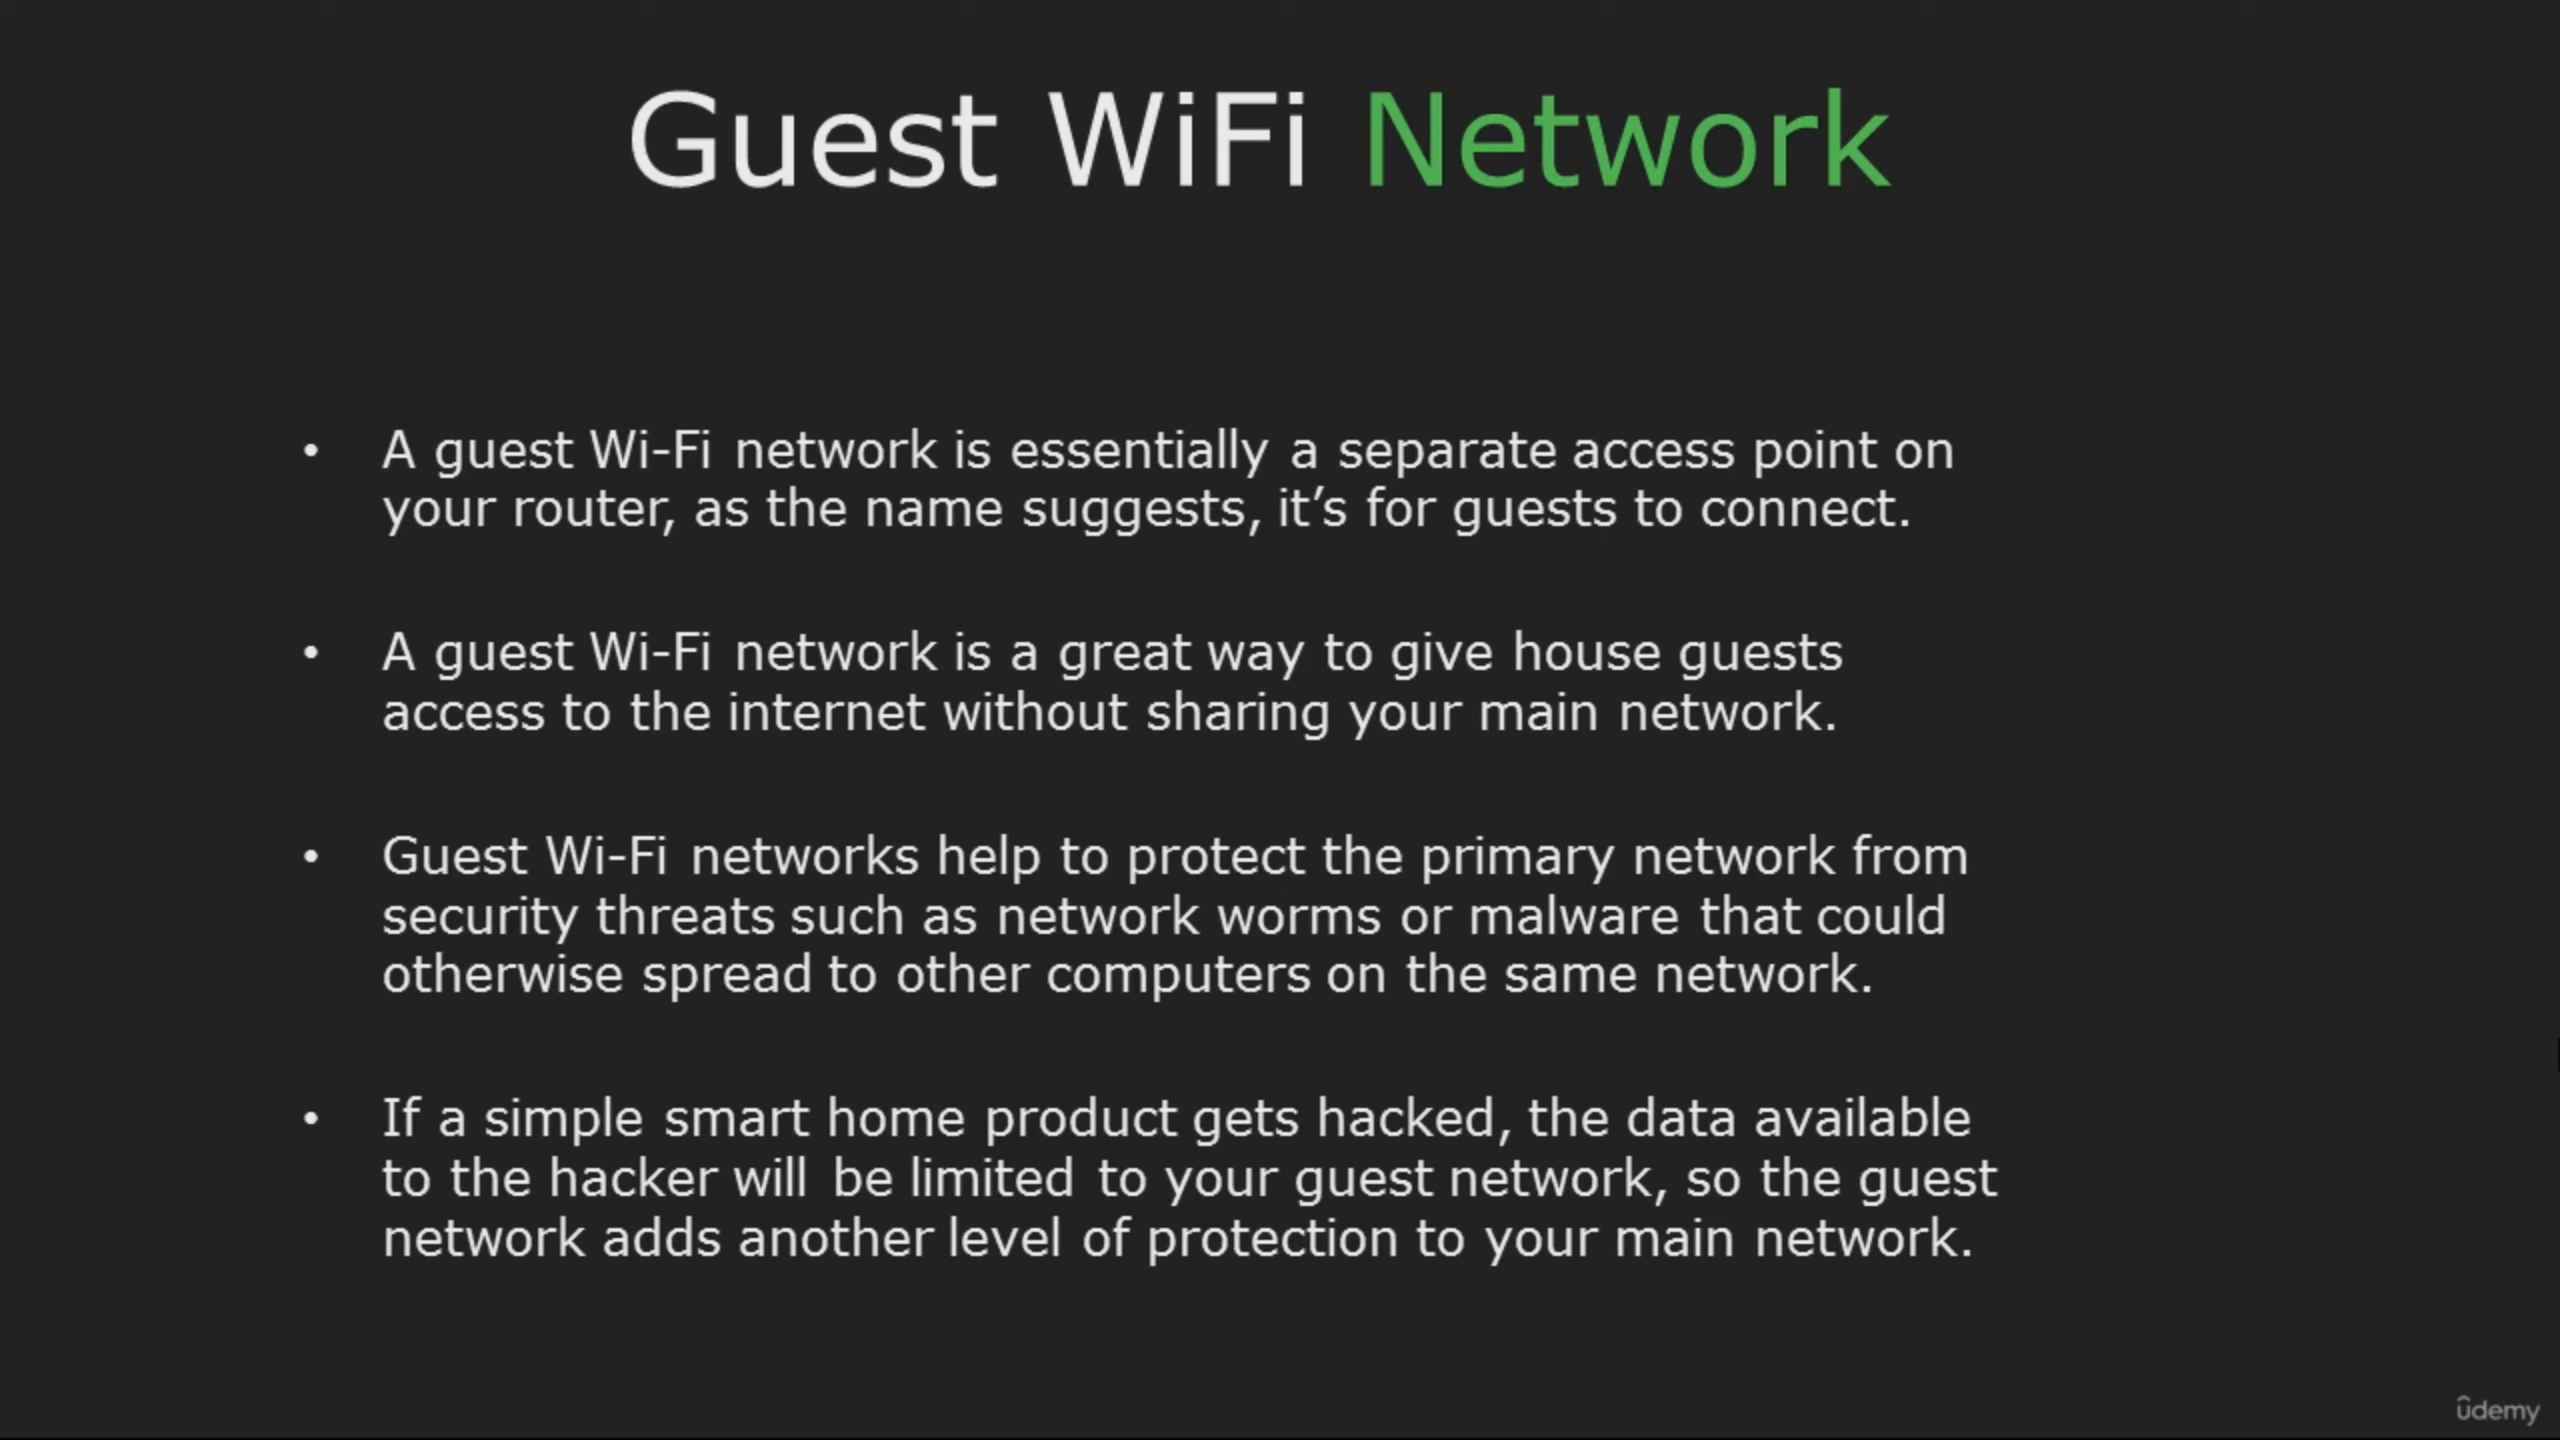 Guest WiFi Network
• A guest Wi-Fi network is essentially a separate access point on
your router, as the name suggests, it’s for guests to connect.
• A guest Wi-Fi network is a great way to give house guests
access to the internet without sharing your main network.
• Guest Wi-Fi networks help to protect the primary network from
security threats such as network worms or malware that could
otherwise spread to other computers on the same network.
• If a simple smart home product gets hacked, the data available
to the hacker will be limited to your guest network, so the guest
network adds another level of protection to your main network.
ûdemy